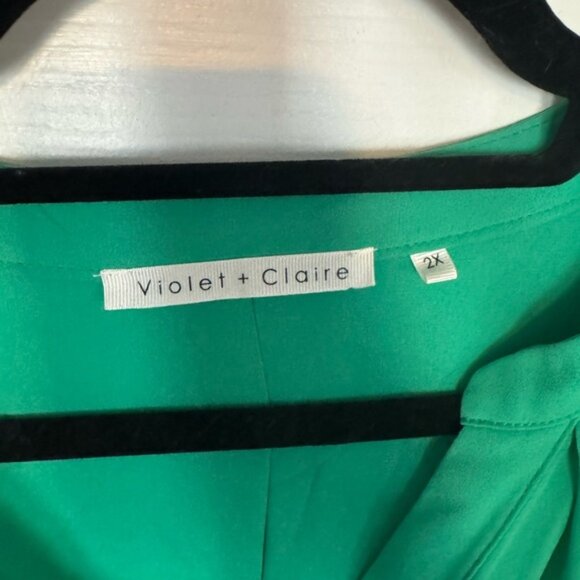 Violet + Claire
2X